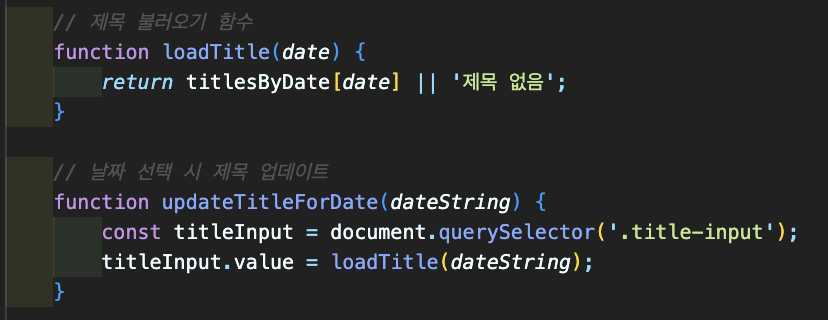 // 제목 불러오기 함수
function loadTitle(date) {
    return titlesByDate[date] || '제목 없음';
}

// 날짜 선택 시 제목 업데이트
function updateTitleForDate(dateString) {
    const titleInput = document.querySelector('.title-input');
    titleInput.value = loadTitle(dateString);
}